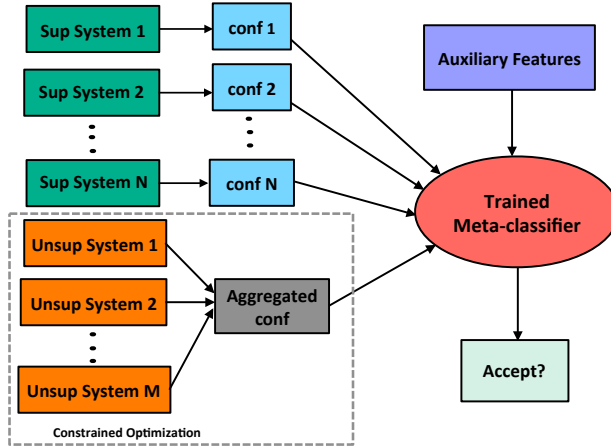 Sup System 1
conf 1
Auxiliary Features
Sup System 2
conf 2
Sup System N
conf N
Trained
Meta-classifier
Unsup System 1
Unsup System 2
Aggregated
conf
Unsup System M
Accept?
Constrained Optimization